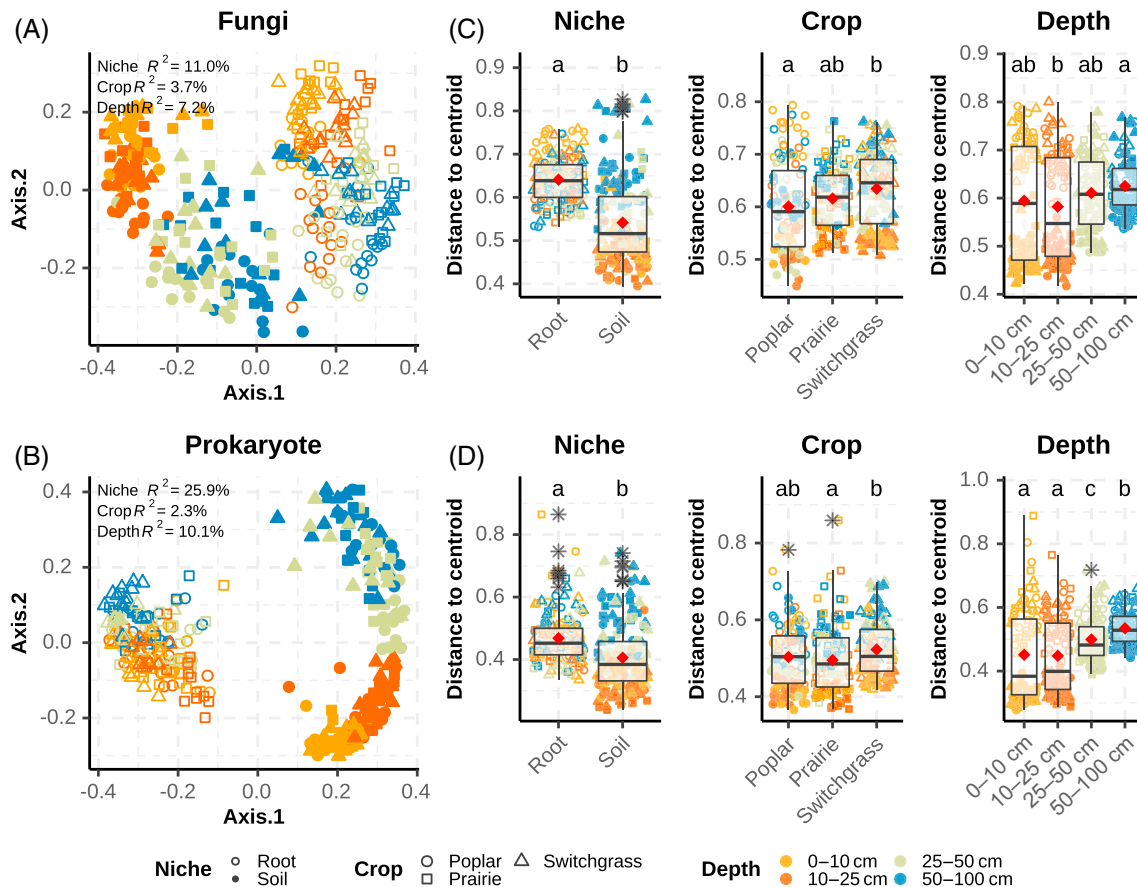 (A)
Fungi
Niche R² = 11.0%
Crop R² = 3.7%
Depth R² = 7.2%
Axis.2
0.2
0.0
-0.2
-0.4
-0.2
0.0
0.2
0.4
Axis.1
(C)
Niche
Distance to centroid
0.9
0.8
0.7
0.6
0.5
0.4
a
b
Root
Soil
Crop
Distance to centroid
0.8
0.7
0.6
0.5
a
ab
b
Poplar
Prairie
Switchgrass
Depth
Distance to centroid
0.9
0.8
0.7
0.6
0.5
0.4
ab
b
ab
a
0–10 cm
10–25 cm
25–50 cm
50–100 cm
(B)
Prokaryote
Niche R² = 25.9%
Crop R² = 2.3%
Depth R² = 10.1%
Axis.2
0.4
0.2
0.0
-0.2
-0.4
-0.2
0.0
0.2
0.4
Axis.1
(D)
Niche
Distance to centroid
0.8
0.6
0.4
a
b
Root
Soil
Crop
Distance to centroid
0.8
0.6
0.4
ab
a
b
Poplar
Prairie
Switchgrass
Depth
Distance to centroid
1.0
0.8
0.6
0.4
a
a
c
b
0–10 cm
10–25 cm
25–50 cm
50–100 cm
Niche
Root
Soil
Crop
Poplar
Prairie
Switchgrass
Depth
0–10 cm
10–25 cm
25–50 cm
50–100 cm